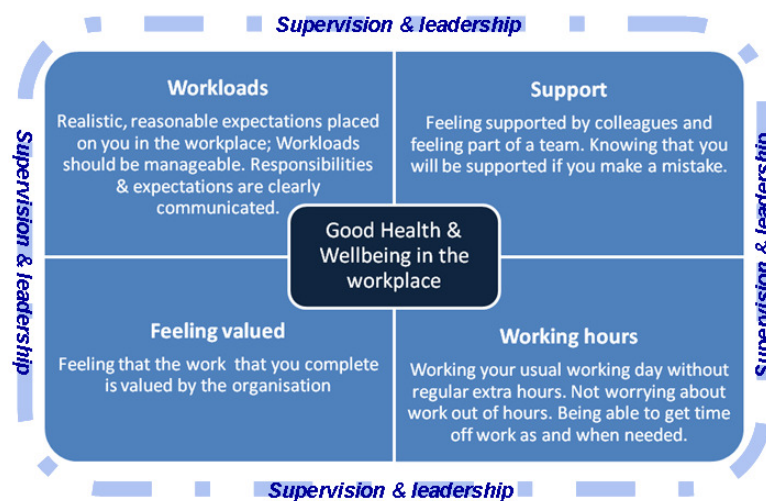 Supervision & leadership
Workloads
Realistic, reasonable expectations placed
on you in the workplace; Workloads
should be manageable. Responsibilities
& expectations are clearly
communicated.
Support
Feeling supported by colleagues and
feeling part of a team. Knowing that you
will be supported if you make a mistake.
Supervision & leadership
Supervision & leadership
Good Health &
Wellbeing in the
workplace
Feeling valued
Feeling that the work that you complete
is valued by the organisation
Working hours
Working your usual working day without
regular extra hours. Not worrying about
work out of hours. Being able to get time
off work as and when needed.
Supervision & leadership